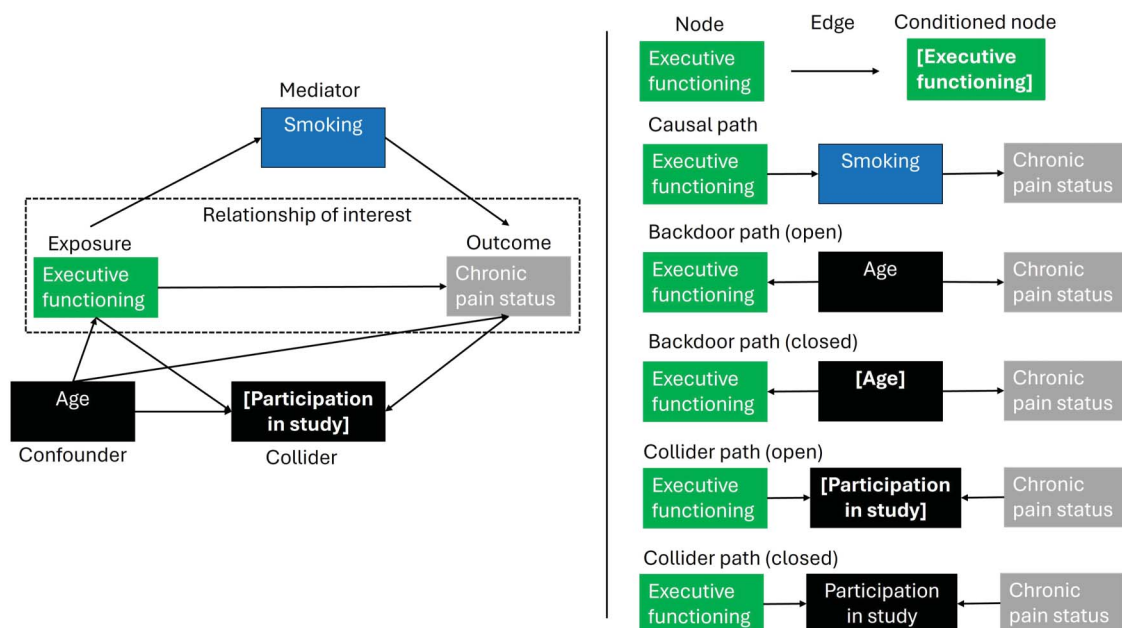 Mediator
Smoking
Relationship of interest
Exposure
Outcome
Executive
functioning
Chronic
pain status
Age
[Participation
in study]
Confounder
Collider
Node
Edge
Conditioned node
Executive
functioning
[Executive
functioning]
Causal path
Executive
functioning
Smoking
Chronic
pain status
Backdoor path (open)
Executive
functioning
Age
Chronic
pain status
Backdoor path (closed)
Executive
functioning
[Age]
Chronic
pain status
Collider path (open)
Executive
functioning
[Participation
in study]
Chronic
pain status
Collider path (closed)
Executive
functioning
Participation
in study
Chronic
pain status